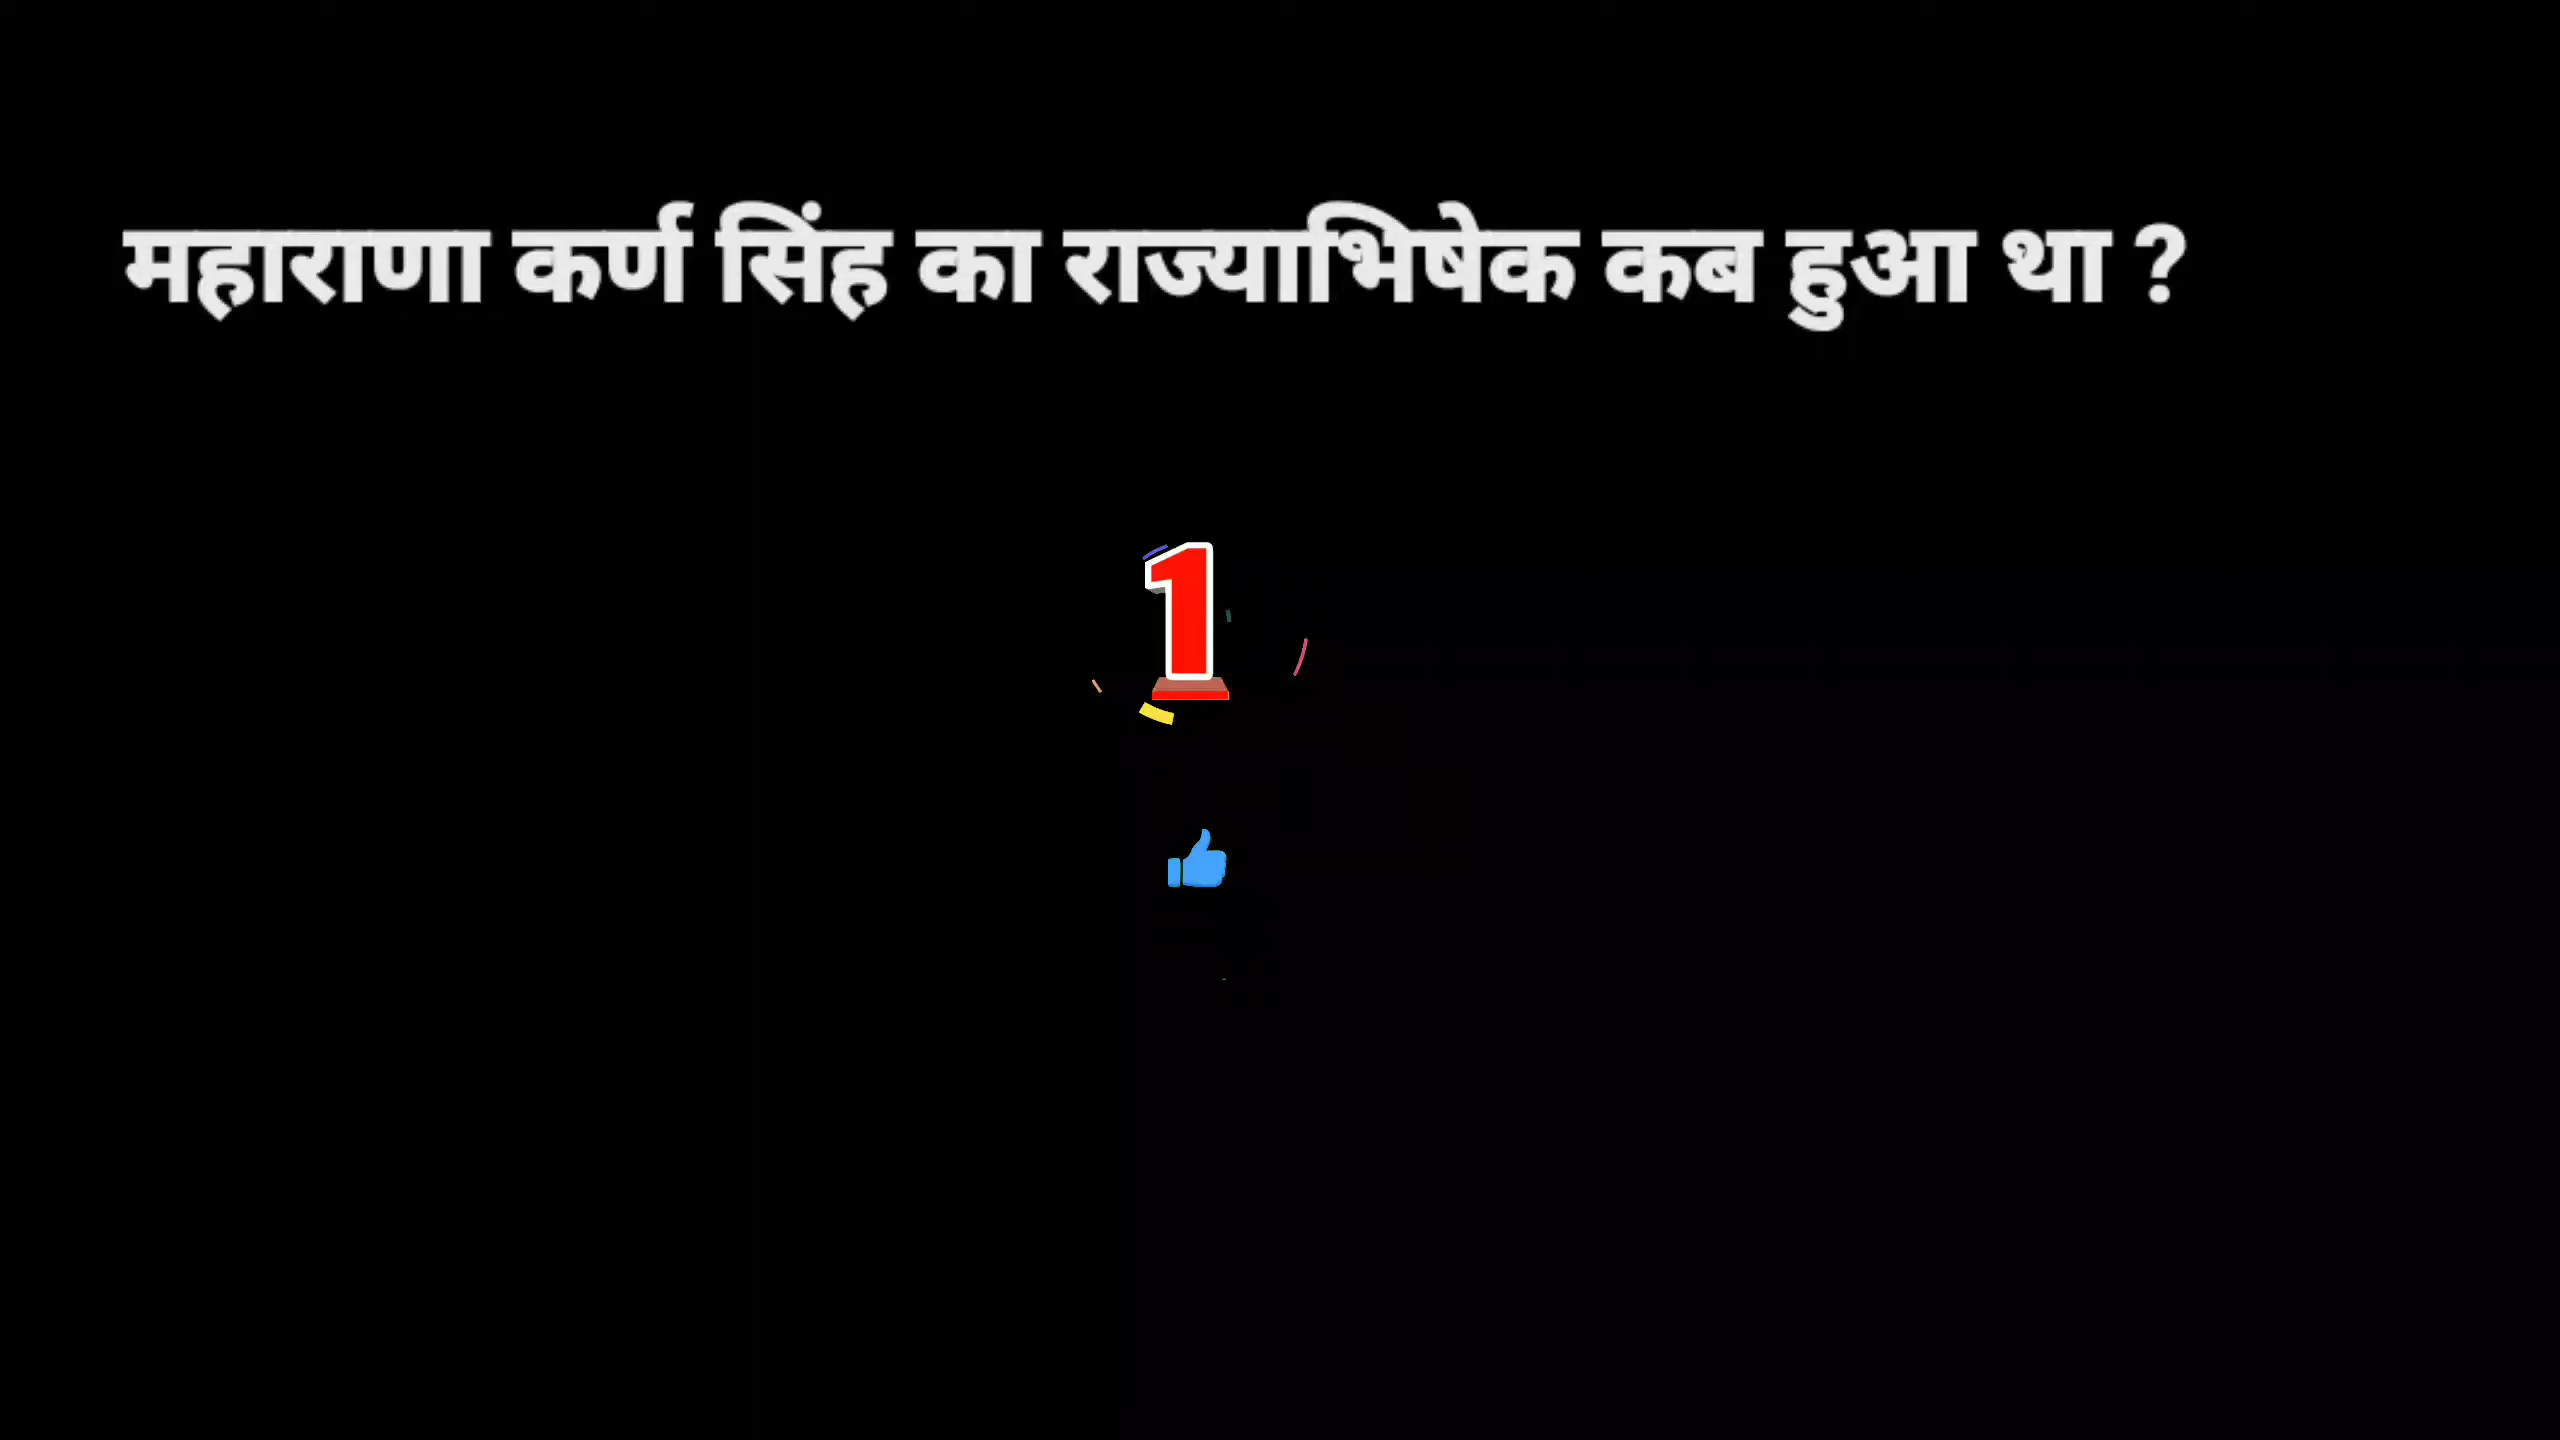 महाराणा कर्ण सिंह का राज्याभिषेक कब हुआ था ?
1